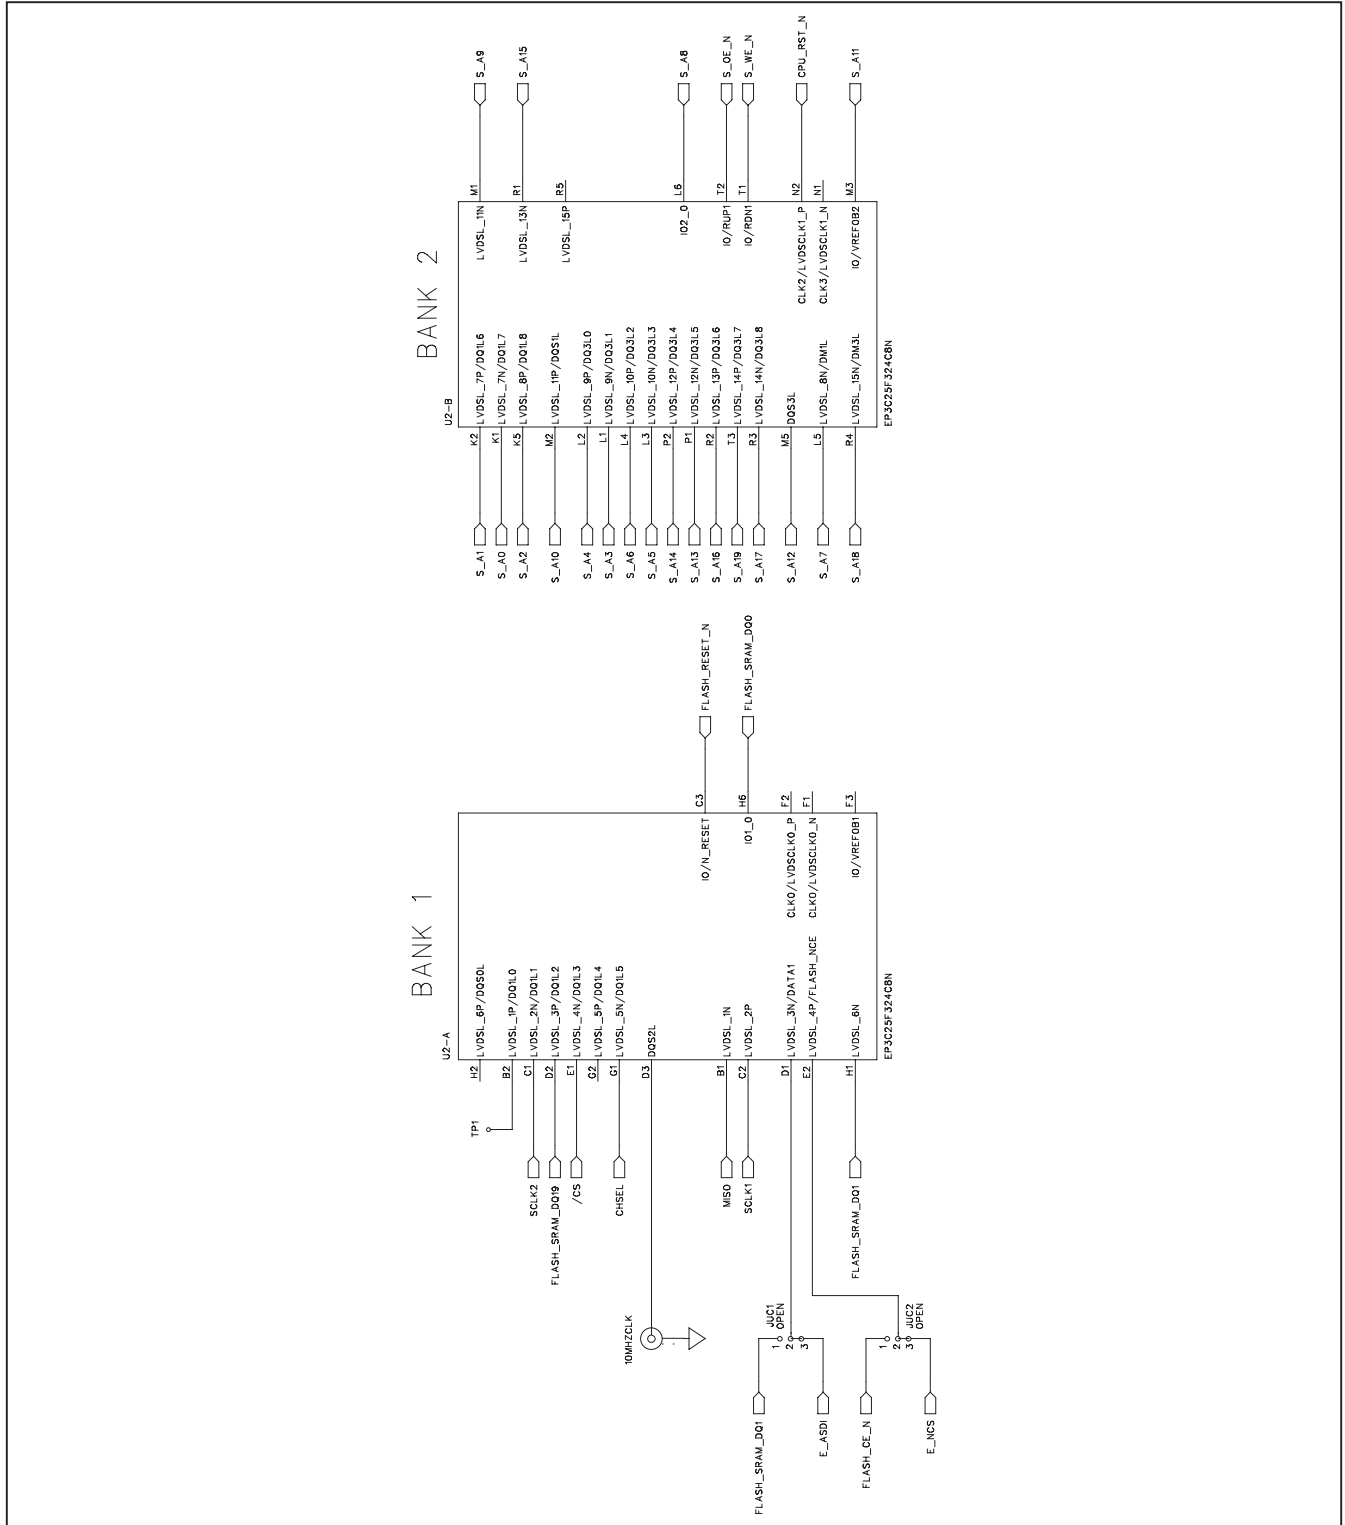 BANK 1
U2-A
H2 LVDSL_6P/DQS0L
TP1
B2 LVDSL_1P/DQ1L0
SCLK2 C1 LVDSL_2N/DQ1L1
FLASH_SRAM_DQ19 D2 LVDSL_3P/DQ1L2
/CS E1 LVDSL_4N/DQ1L3
G2 LVDSL_5P/DQ1L4
CHSEL G1 LVDSL_5N/DQ1L5
10MHZCLK D3 DQS2L
IO/N_RESET C3 FLASH_RESET_N
MISO B1 LVDSL_1N
SCLK1 C2 LVDSL_2P
IO1_0 H6 FLASH_SRAM_DQ0
FLASH_SRAM_DQ1
JUC1
OPEN
1
2
3
E_ASDI
D1 LVDSL_3N/DATA1
CLK0/LVDSCLK0_P F2
E2 LVDSL_4P/FLASH_NCE
CLK0/LVDSCLK0_N F1
FLASH_SRAM_DQ1 H1 LVDSL_6N
IO/VREF0B1 F3
FLASH_CE_N
JUC2
OPEN
1
2
3
E_NCS
EP3C25F324C8N
BANK 2
U2-B
S_A1 K2 LVDSL_7P/DQ1L6
LVDSL_11N M1 S_A9
S_A0 K1 LVDSL_7N/DQ1L7
S_A2 K5 LVDSL_8P/DQ1L8
LVDSL_13N R1 S_A15
S_A10 M2 LVDSL_11P/DQS1L
LVDSL_15P R5
S_A4 L2 LVDSL_9P/DQ3L0
S_A3 L1 LVDSL_9N/DQ3L1
S_A6 L4 LVDSL_10P/DQ3L2
S_A5 L3 LVDSL_10N/DQ3L3
S_A14 P2 LVDSL_12P/DQ3L4
IO2_0 L6 S_A8
S_A13 P1 LVDSL_12N/DQ3L5
S_A16 R2 LVDSL_13P/DQ3L6
IO/RUP1 T2 S_OE_N
S_A19 T3 LVDSL_14P/DQ3L7
IO/RDN1 T1 S_WE_N
S_A17 R3 LVDSL_14N/DQ3L8
S_A12 M5 DQS3L
CLK2/LVDSCLK1_P N2 CPU_RST_N
S_A7 L5 LVDSL_8N/DM1L
CLK3/LVDSCLK1_N N1
S_A18 R4 LVDSL_15N/DM3L
IO/VREF0B2 M3 S_A11
EP3C25F324C8N